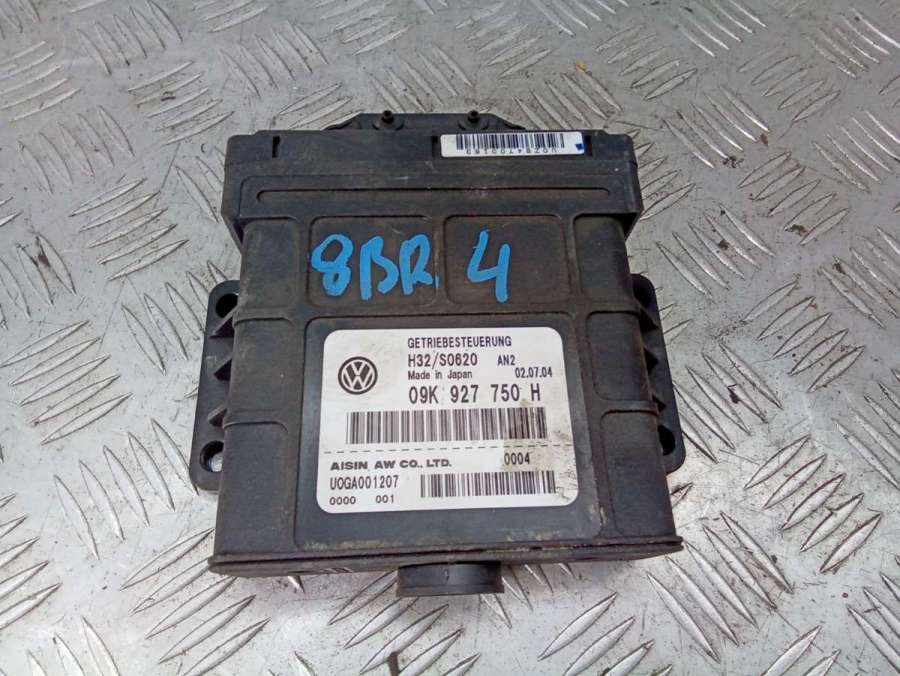 U0Z84700160
8BR 4
GETRIEBESTEUERUNG
H32/S0620 AN2
Made in Japan 02.07.04
09K 927 750 H
AISIN AW CO., LTD. 0004
U0GA001207
0000 001